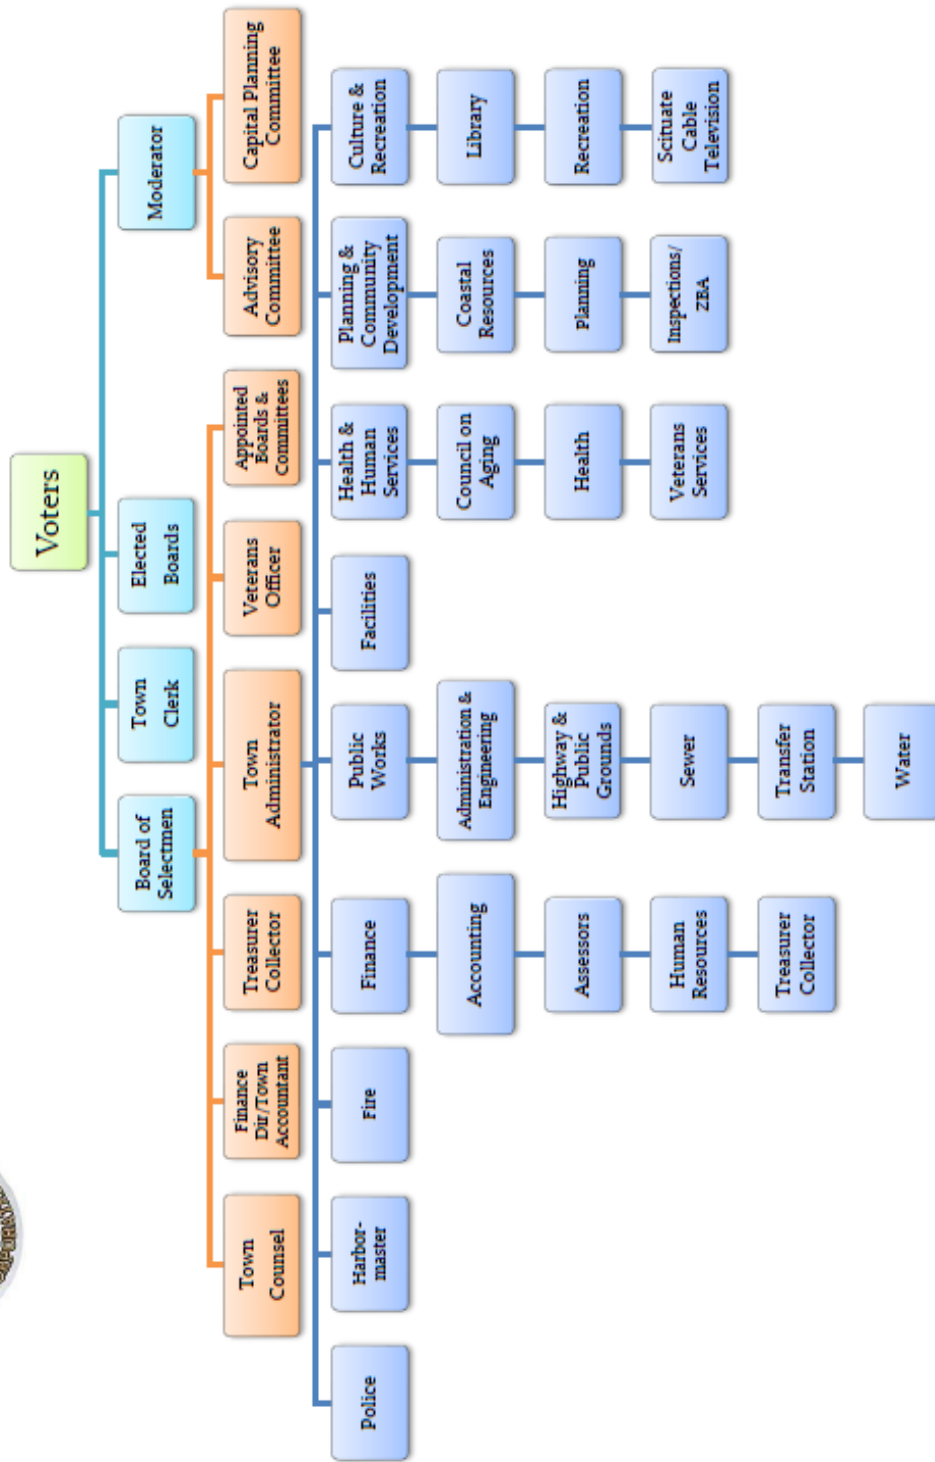 Voters
Board of
Selectmen
Town
Clerk
Elected
Boards
Moderator
Town
Counsel
Finance
Dir/Town
Accountant
Treasurer
Collector
Town
Administrator
Veterans
Officer
Appointed
Boards &
Committees
Advisory
Committee
Capital Planning
Committee
Police
Harbor-
master
Fire
Finance
Accounting
Assessors
Human
Resources
Treasurer
Collector
Public
Works
Administration &
Engineering
Highway &
Public
Grounds
Sewer
Transfer
Station
Water
Facilities
Health &
Human
Services
Council on
Aging
Health
Veterans
Services
Planning &
Community
Development
Coastal
Resources
Planning
Inspections/
ZBA
Culture &
Recreation
Library
Recreation
Scituate
Cable
Television